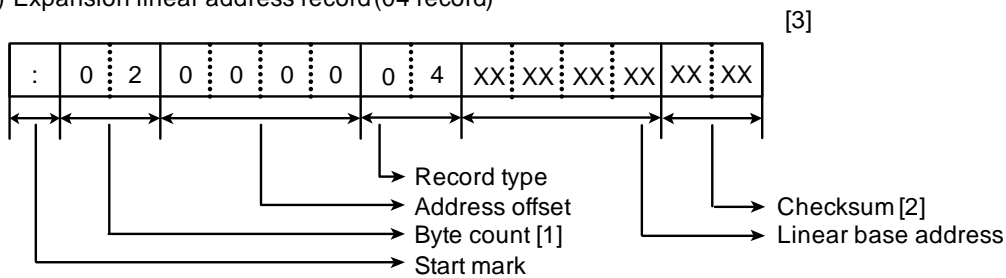 ) Expansion linear address record (04 record)
[3]
: 0 2 0 0 0 0 0 4 XX XX XX XX XX XX
Record type
Address offset
Checksum [2]
Byte count [1]
Linear base address
Start mark